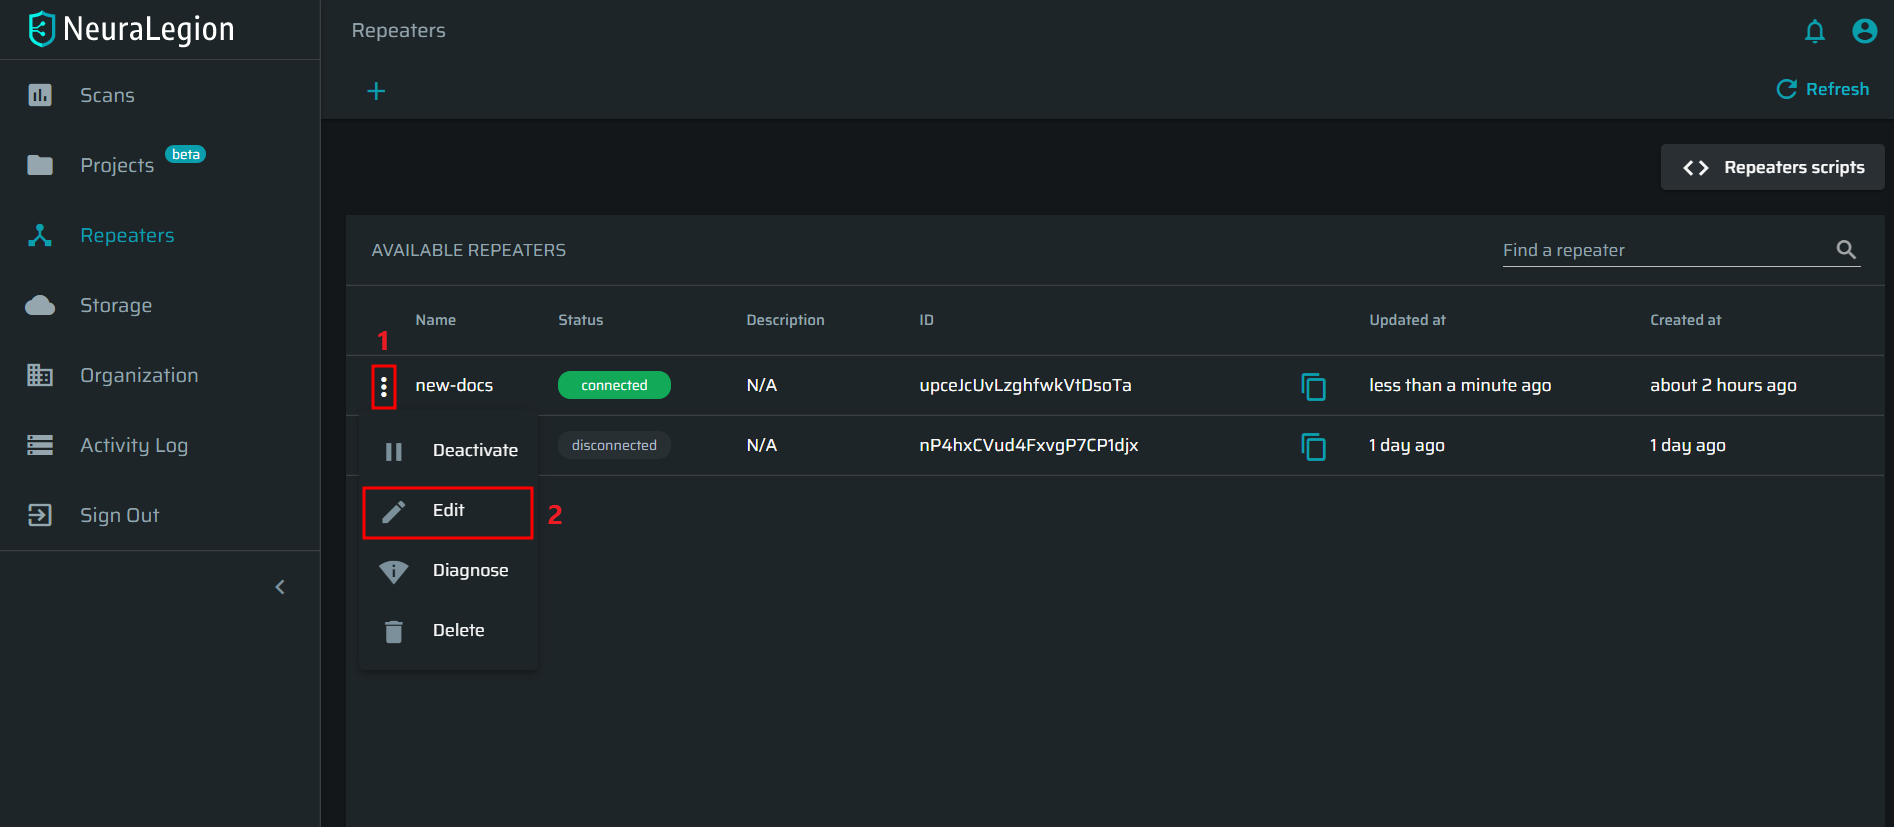 NeuraLegion
Repeaters
Scans
Refresh
Projects beta
Repeaters scripts
Repeaters
AVAILABLE REPEATERS
Find a repeater
Storage
Name Status Description ID Updated at Created at
1
Organization
new-docs connected N/A upceJcUvLzghfwkVtDsoTa less than a minute ago about 2 hours ago
Activity Log
Deactivate
disconnected N/A nP4hxCVud4FxvgP7CP1djx 1 day ago 1 day ago
Sign Out
Edit
2
Diagnose
Delete